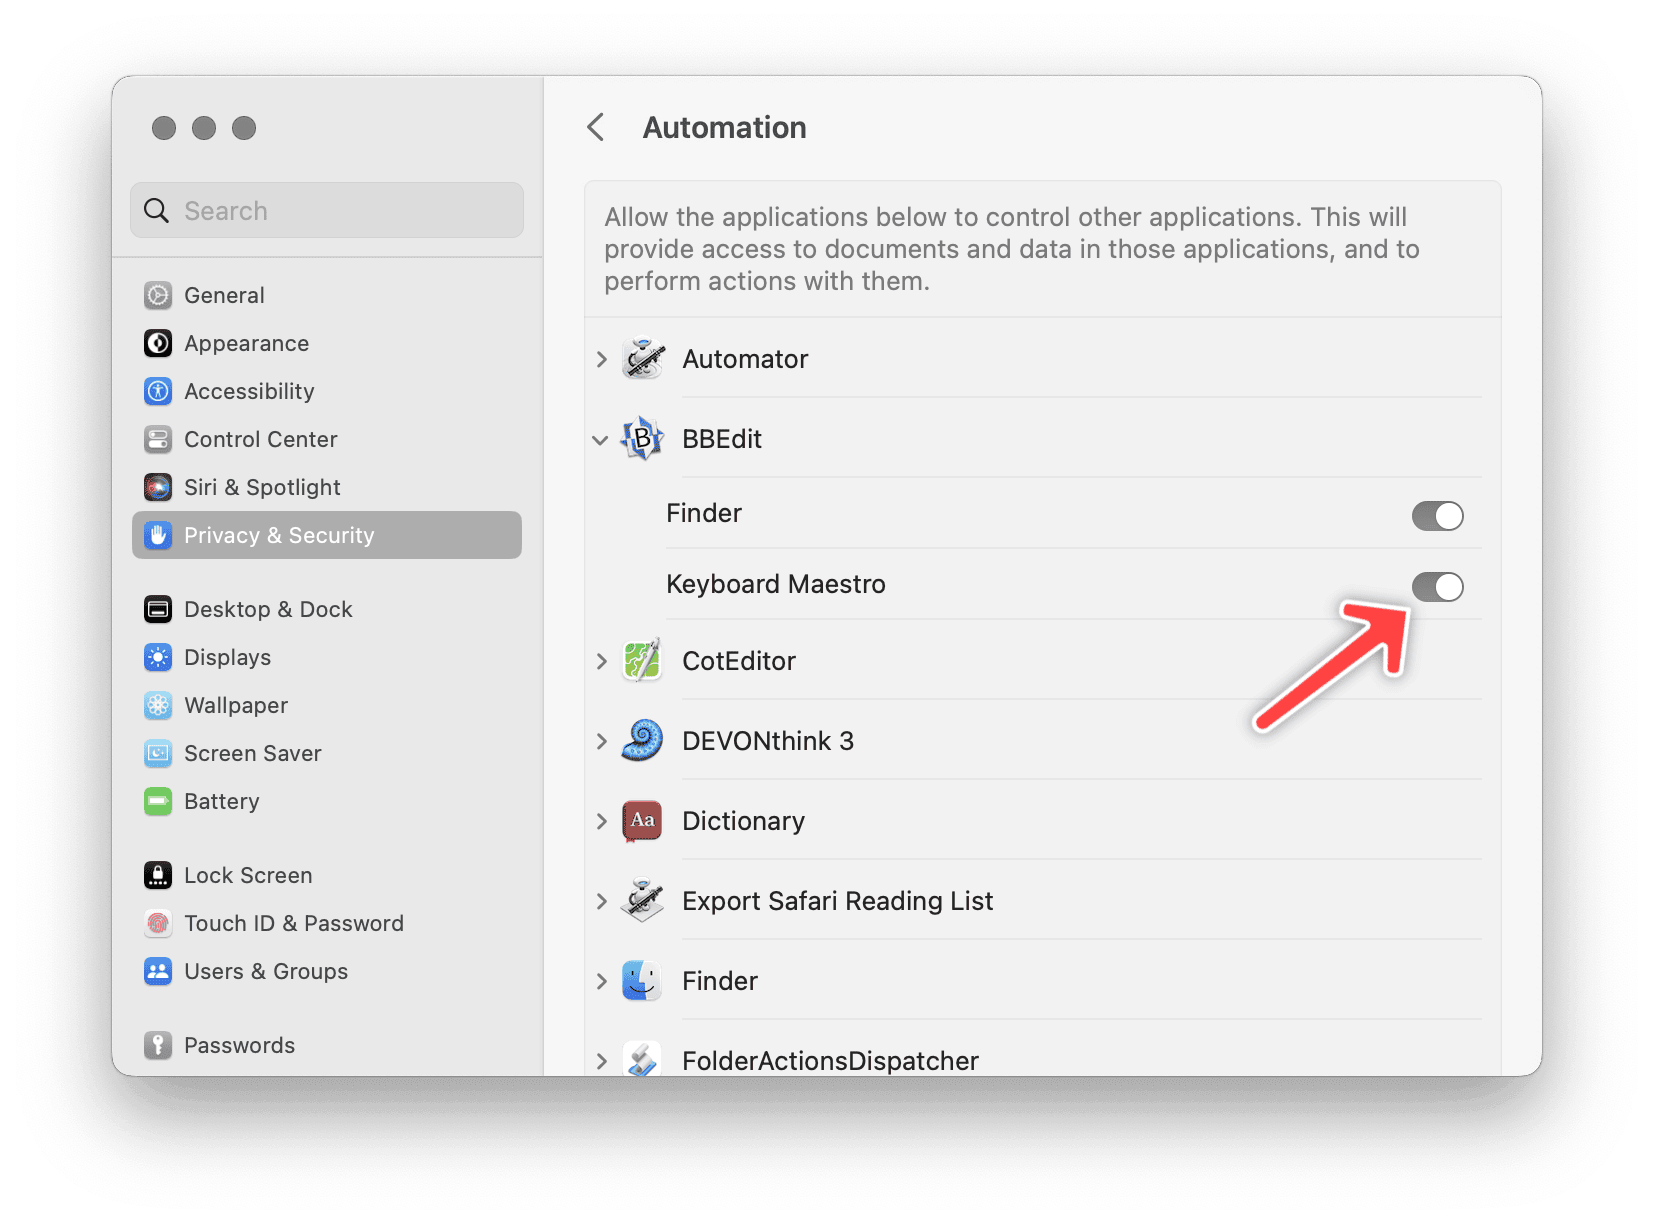 Search
General
Appearance
Accessibility
Control Center
Siri & Spotlight
Privacy & Security
Desktop & Dock
Displays
Wallpaper
Screen Saver
Battery
Lock Screen
Touch ID & Password
Users & Groups
Passwords
Automation
Allow the applications below to control other applications. This will
provide access to documents and data in those applications, and to
perform actions with them.
Automator
B
BBEdit
Finder
Keyboard Maestro
CotEditor
DEVONthink 3
Aa
Dictionary
Export Safari Reading List
Finder
FolderActionsDispatcher